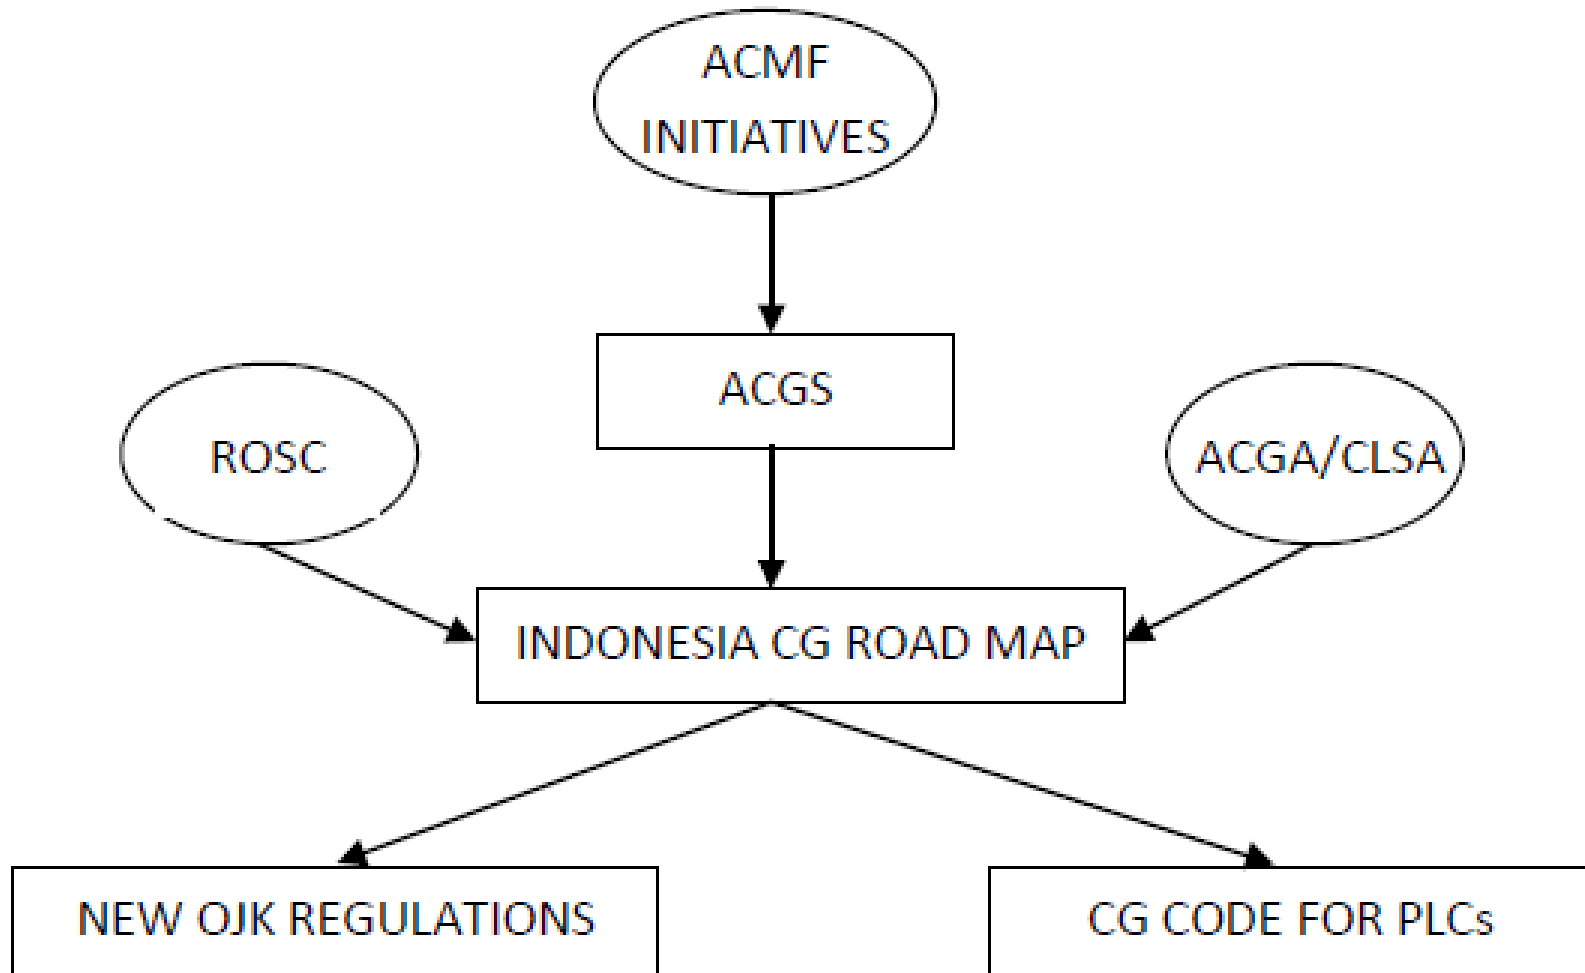 ACMF
INITIATIVES
ACGS
ROSC
ACGA/CLSA
INDONESIA CG ROAD MAP
NEW OJK REGULATIONS
CG CODE FOR PLCs